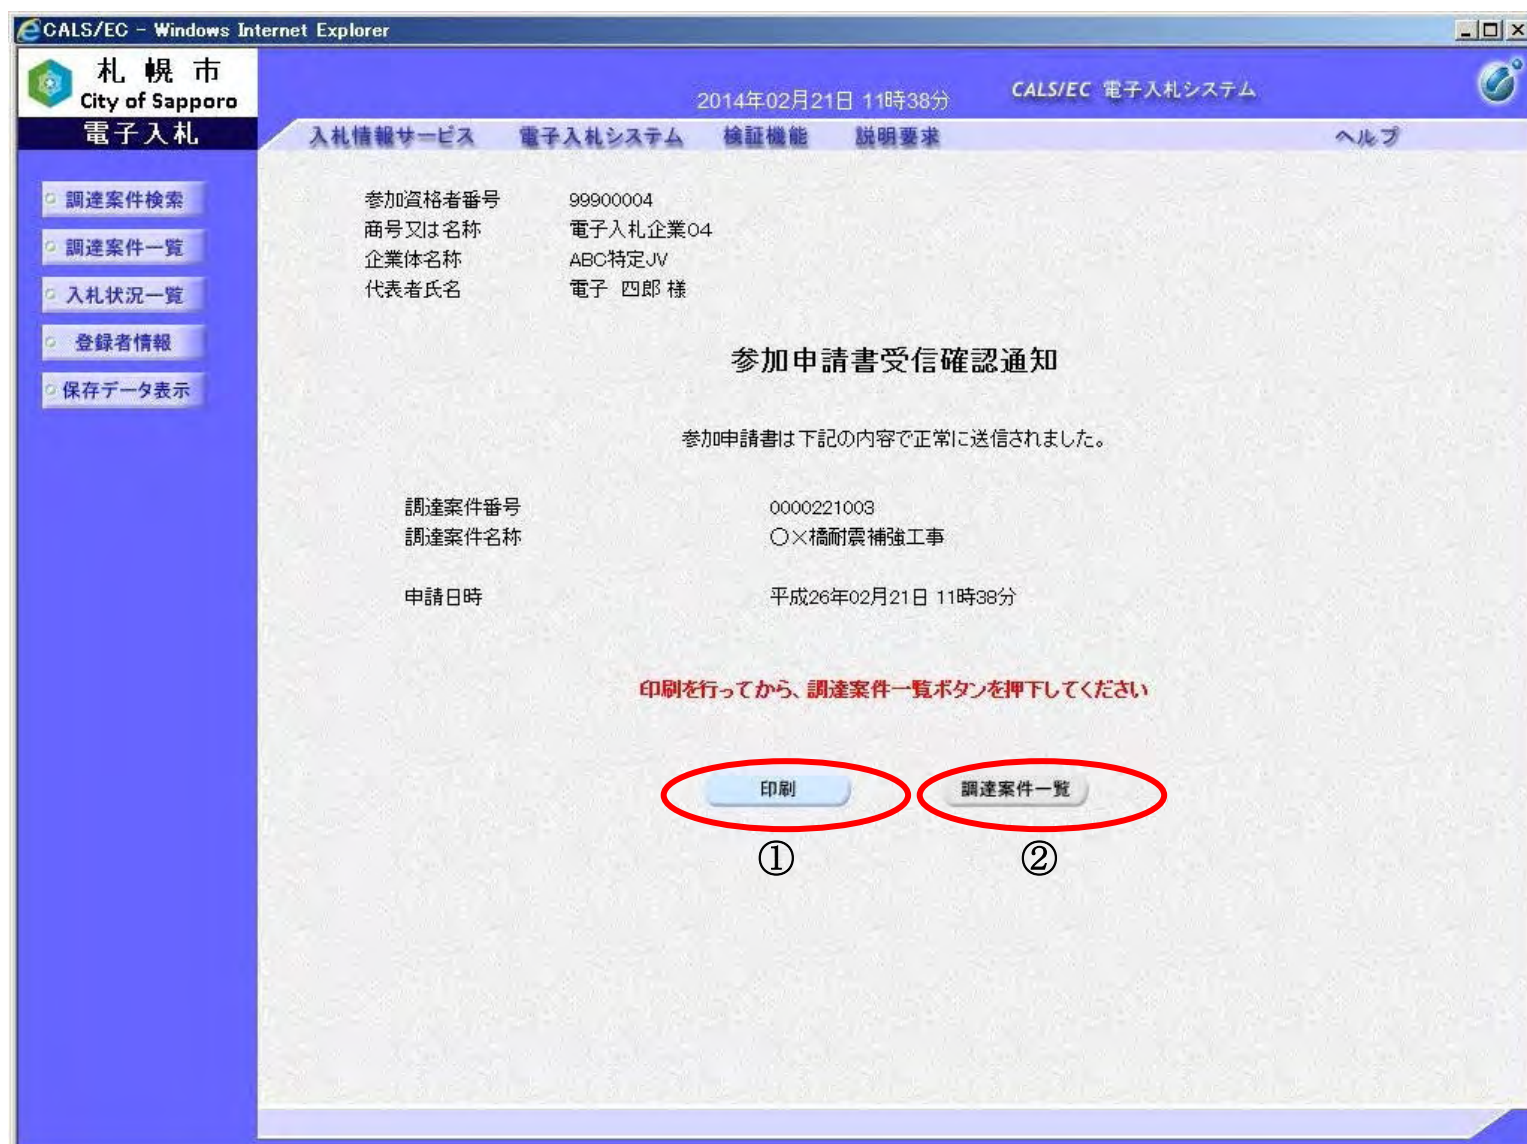 CALS/EC - Windows Internet Explorer
札幌市
City of Sapporo
2014年02月21日 11時38分
CALS/EC 電子入札システム
電子入札
入札情報サービス 電子入札システム 検証機能 説明要求 ヘルプ
調達案件検索
調達案件一覧
入札状況一覧
登録者情報
保存データ表示
参加資格者番号 99900004
商号又は名称 電子入札企業04
企業体名称 ABC特定JV
代表者氏名 電子 四郎 様
参加申請書受信確認通知
参加申請書は下記の内容で正常に送信されました。
調達案件番号 0000221003
調達案件名称 〇×橋耐震補強工事
申請日時 平成26年02月21日 11時38分
印刷を行ってから、調達案件一覧ボタンを押下してください
印刷 調達案件一覧
① ②